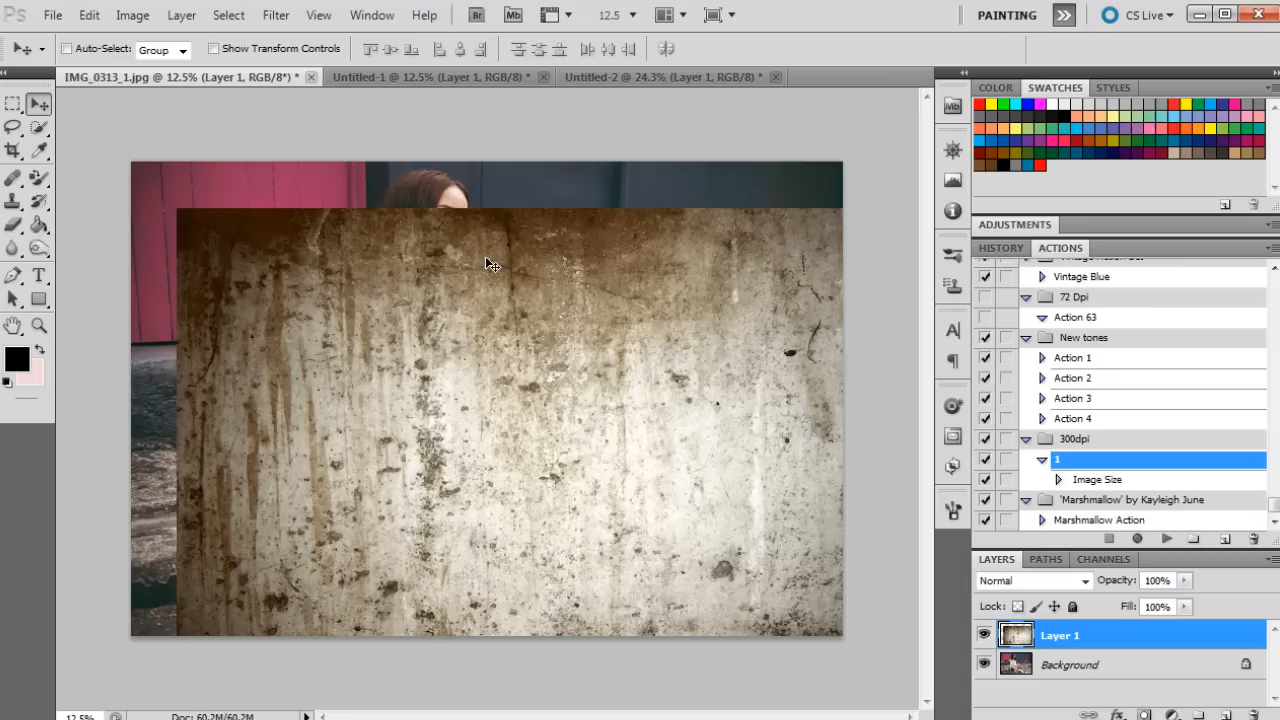 Ps File Edit Image Layer Select Filter View Window Help Br Mb 12.5 PAINTING CS Live
Auto-Select: Group Show Transform Controls
IMG_0313_1.jpg @ 12.5% (Layer 1, RGB/8*) * Untitled-1 @ 12.5% (Layer 1, RGB/8) * Untitled-2 @ 24.3% (Layer 1, RGB/8) *
COLOR SWATCHES STYLES
Mb
ADJUSTMENTS
HISTORY ACTIONS
Vintage Blue
72 Dpi
Action 63
New tones
Action 1
Action 2
Action 3
Action 4
300dpi
1
Image Size
'Marshmallow' by Kayleigh June
Marshmallow Action
LAYERS PATHS CHANNELS
Normal Opacity: 100%
Lock: Fill: 100%
Layer 1
Background
12.5% Doc: 60.2M/60.2M